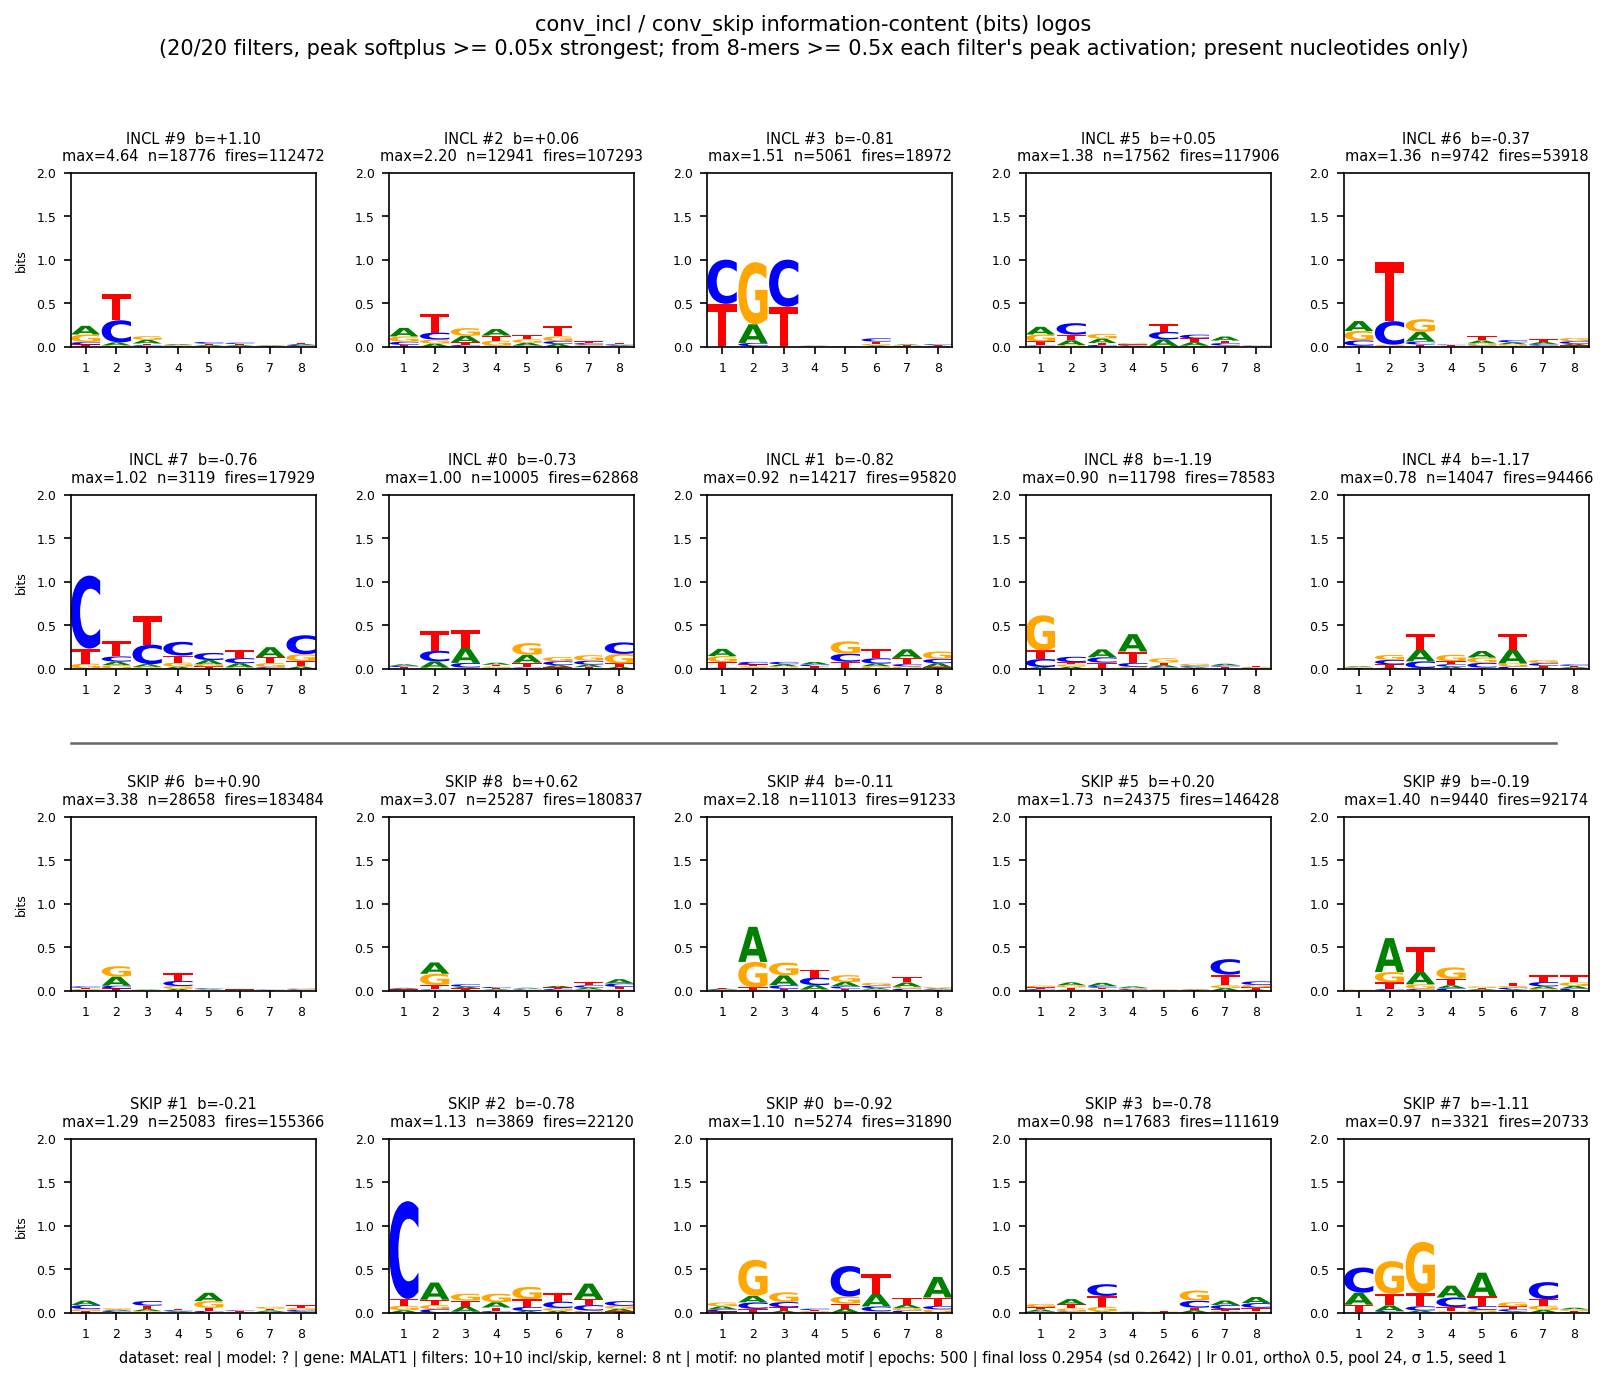 conv_incl / conv_skip information-content (bits) logos
(20/20 filters, peak softplus >= 0.05x strongest; from 8-mers >= 0.5x each filter's peak activation; present nucleotides only)
INCL #9 b=+1.10
max=4.64 n=18776 fires=112472
INCL #2 b=+0.06
max=2.20 n=12941 fires=107293
INCL #3 b=-0.81
max=1.51 n=5061 fires=18972
INCL #5 b=+0.05
max=1.38 n=17562 fires=117906
INCL #6 b=-0.37
max=1.36 n=9742 fires=53918
bits
INCL #7 b=-0.76
max=1.02 n=3119 fires=17929
INCL #0 b=-0.73
max=1.00 n=10005 fires=62868
INCL #1 b=-0.82
max=0.92 n=14217 fires=95820
INCL #8 b=-1.19
max=0.90 n=11798 fires=78583
INCL #4 b=-1.17
max=0.78 n=14047 fires=94466
bits
SKIP #6 b=+0.90
max=3.38 n=28658 fires=183484
SKIP #8 b=+0.62
max=3.07 n=25287 fires=180837
SKIP #4 b=-0.11
max=2.18 n=11013 fires=91233
SKIP #5 b=+0.20
max=1.73 n=24375 fires=146428
SKIP #9 b=-0.19
max=1.40 n=9440 fires=92174
bits
SKIP #1 b=-0.21
max=1.29 n=25083 fires=155366
SKIP #2 b=-0.78
max=1.13 n=3869 fires=22120
SKIP #0 b=-0.92
max=1.10 n=5274 fires=31890
SKIP #3 b=-0.78
max=0.98 n=17683 fires=111619
SKIP #7 b=-1.11
max=0.97 n=3321 fires=20733
bits
dataset: real | model: ? | gene: MALAT1 | filters: 10+10 incl/skip, kernel: 8 nt | motif: no planted motif | epochs: 500 | final loss 0.2954 (sd 0.2642) | lr 0.01, orthoλ 0.5, pool 24, σ 1.5, seed 1